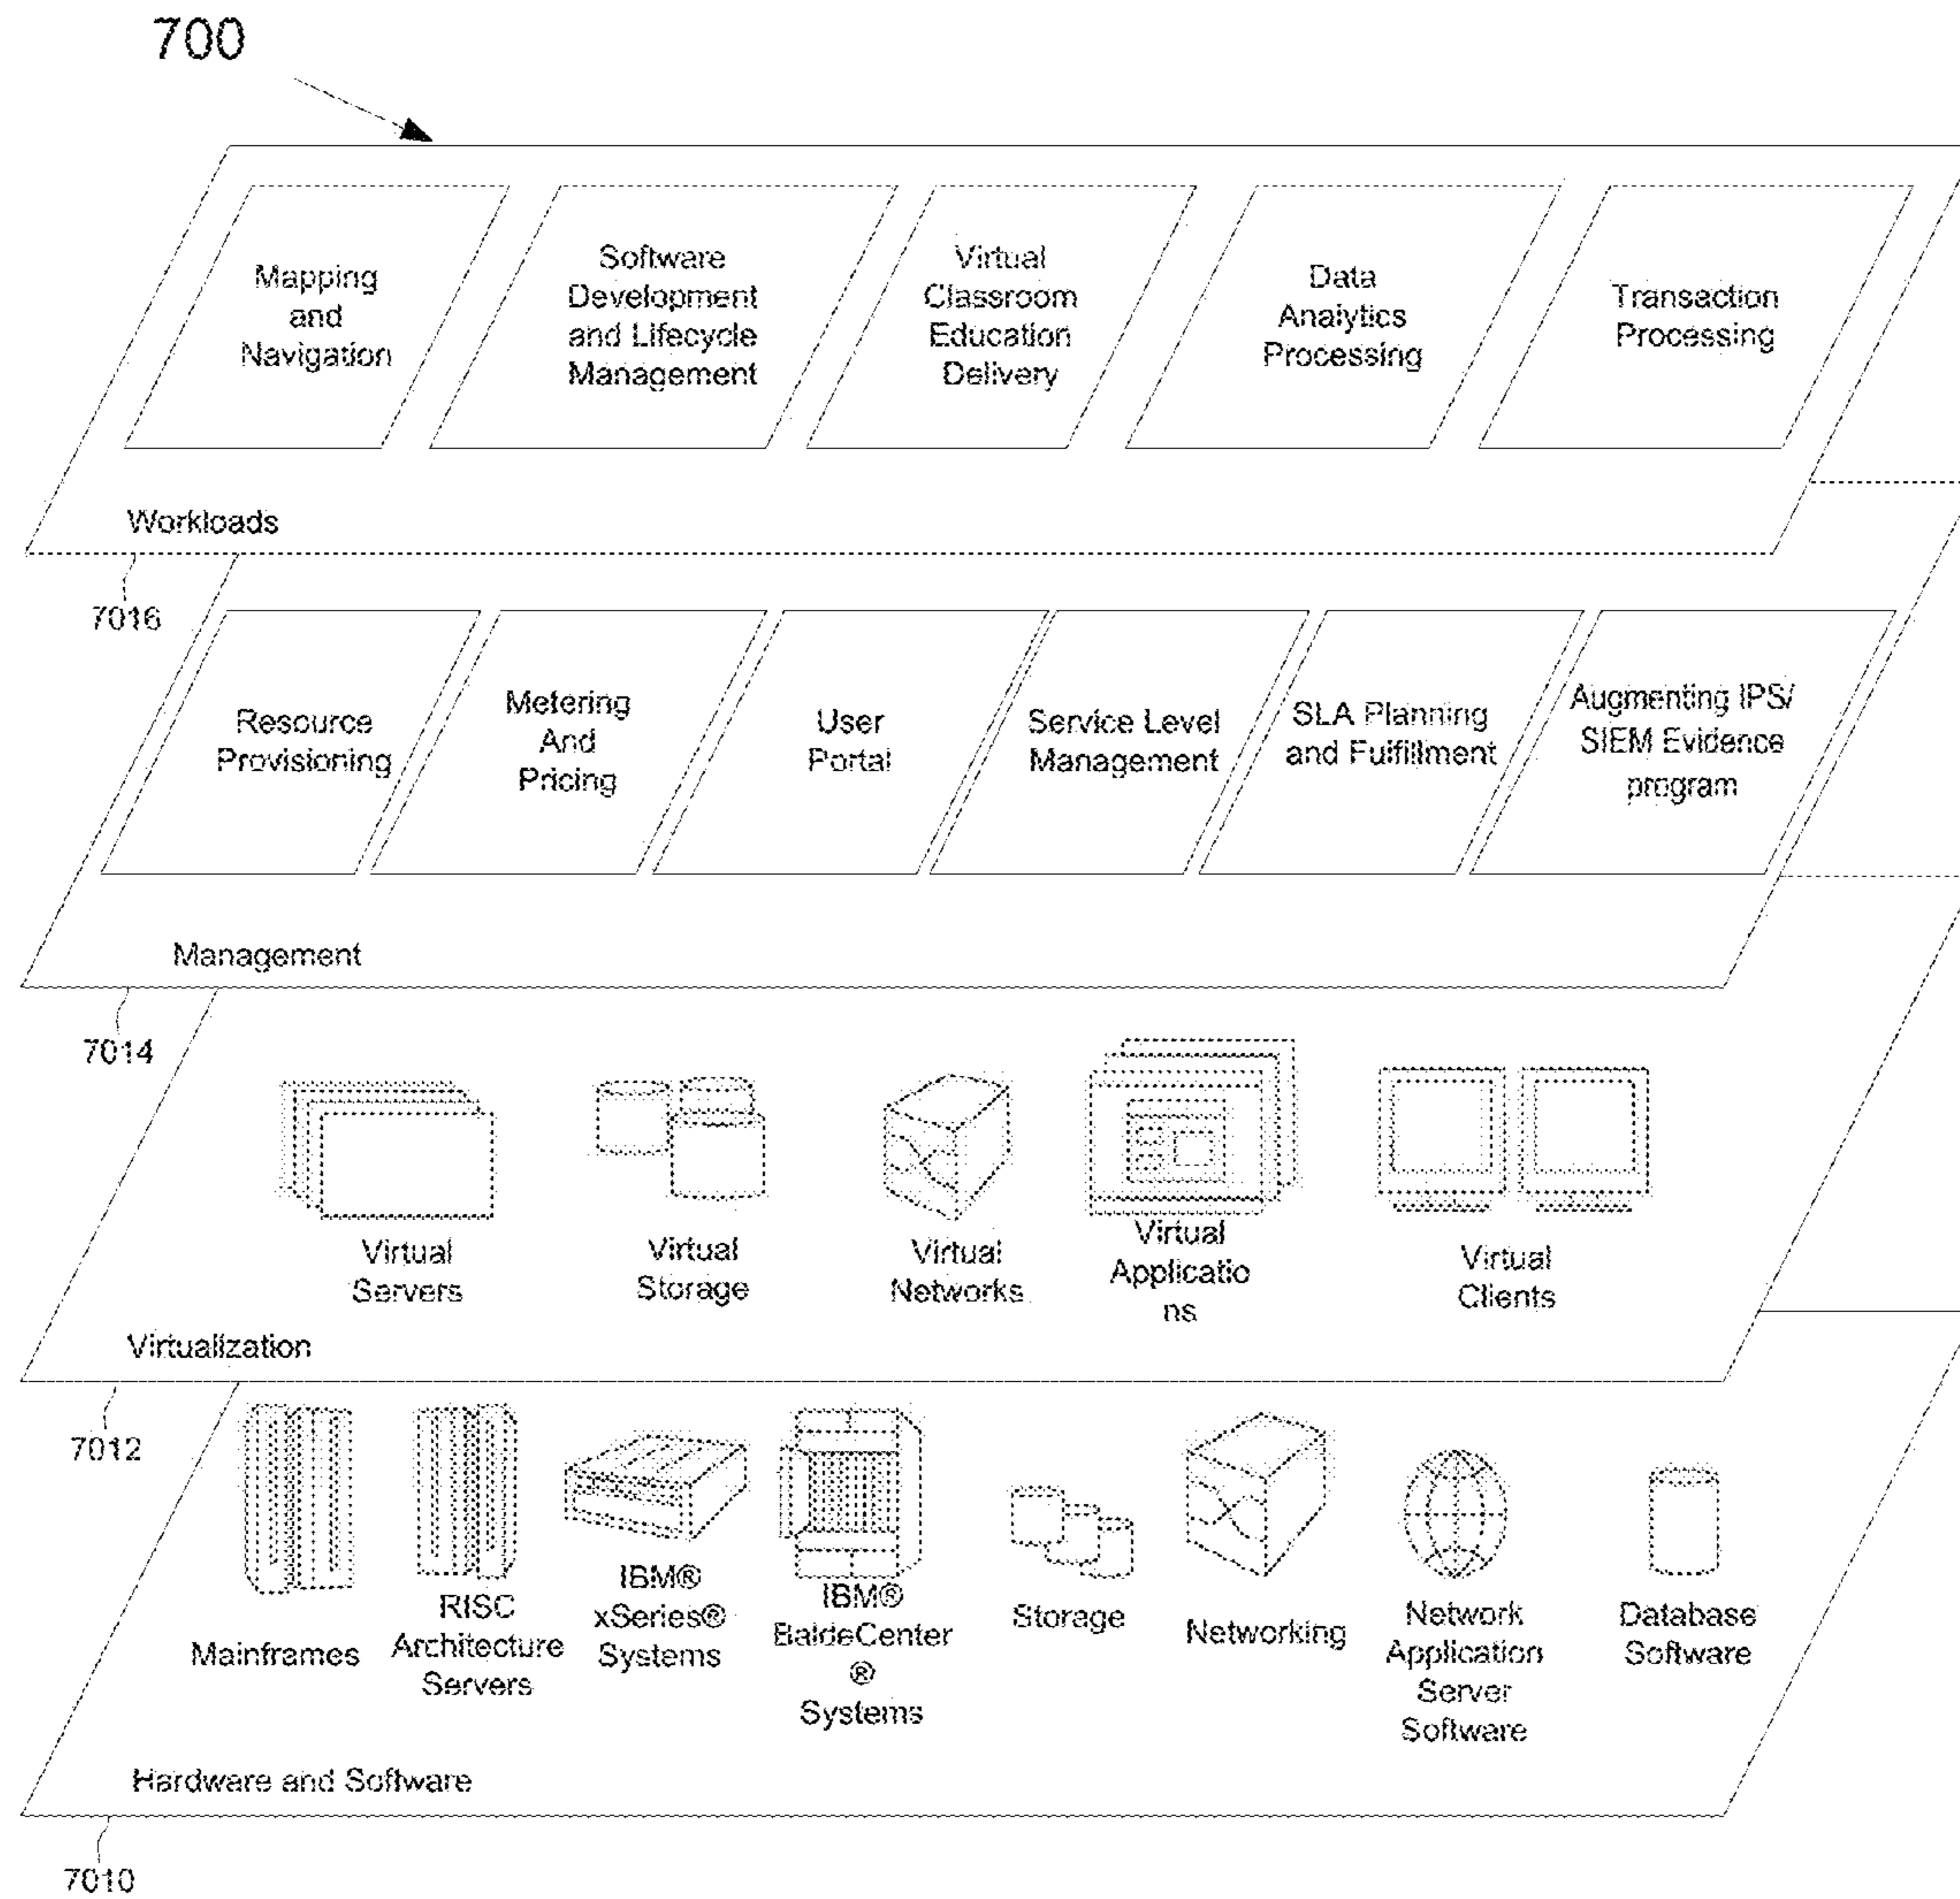 700
Mapping
and
Navigation
Software
Development
and Lifecycle
Management
Virtual
Classroom
Education
Delivery
Data
Analytics
Processing
Transaction
Processing
Workloads
7016
Resource
Provisioning
Metering
And
Pricing
User
Portal
Service Level
Management
SLA Planning
and Fulfillment
Augmenting IPS/
SIEM Evidence
program
Management
7014
Virtual
Servers
Virtual
Storage
Virtual
Networks
Virtual
Applicatio
ns
Virtual
Clients
Virtualization
7012
Mainframes
RISC
Architecture
Servers
IBM®
xSeries®
Systems
IBM®
BaldeCenter
®
Systems
Storage
Networking
Network
Application
Server
Software
Database
Software
Hardware and Software
7010